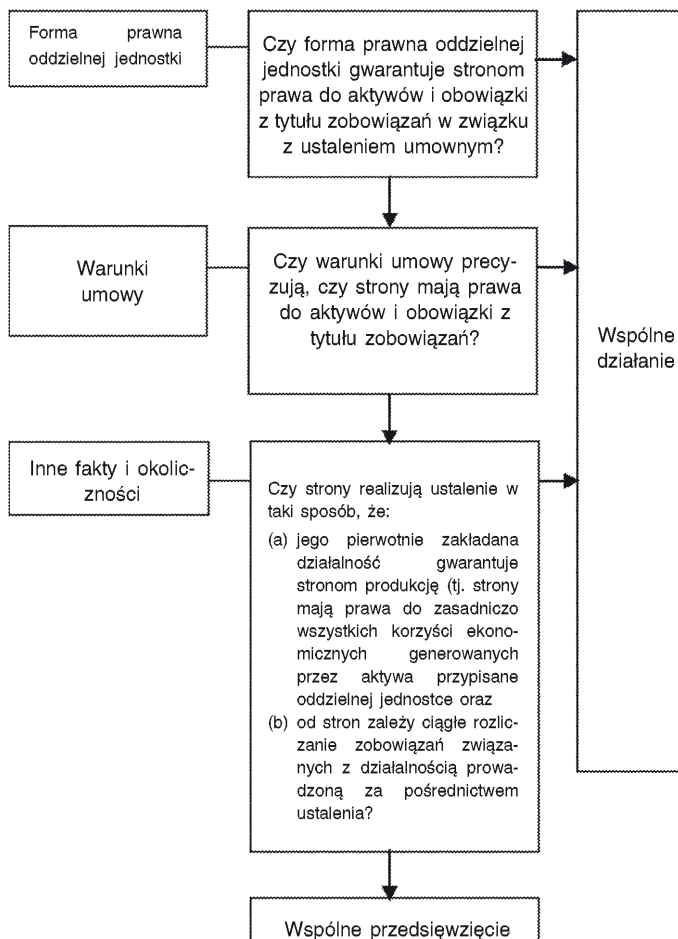 Forma prawna
oddzielnej jednostki
Czy forma prawna oddzielnej
jednostki gwarantuje stronom
prawa do aktywów i obowiązki
z tytułu zobowiązań w związku
z ustaleniem umownym?
Warunki
umowy
Czy warunki umowy precy-
zują, czy strony mają prawa
do aktywów i obowiązki z
tytułu zobowiązań?
Wspólne
działanie
Inne fakty i okolicz-
zności
Czy strony realizują ustalenie w
taki sposób, że:
(a) jego pierwotnie zakładana
działalność gwarantuje
stronom produkcję (tj. strony
mają prawa do zasadniczo
wszystkich korzyści ekono-
micznych generowanych
przez aktywa przypisane
oddzielnej jednostce oraz
(b) od stron zależy ciągłe rozli-
czanie zobowiązań związa-
nych z działalnością prowa-
dzoną za pośrednictwem
ustalenia?
Wspólne przedsięwzięcie